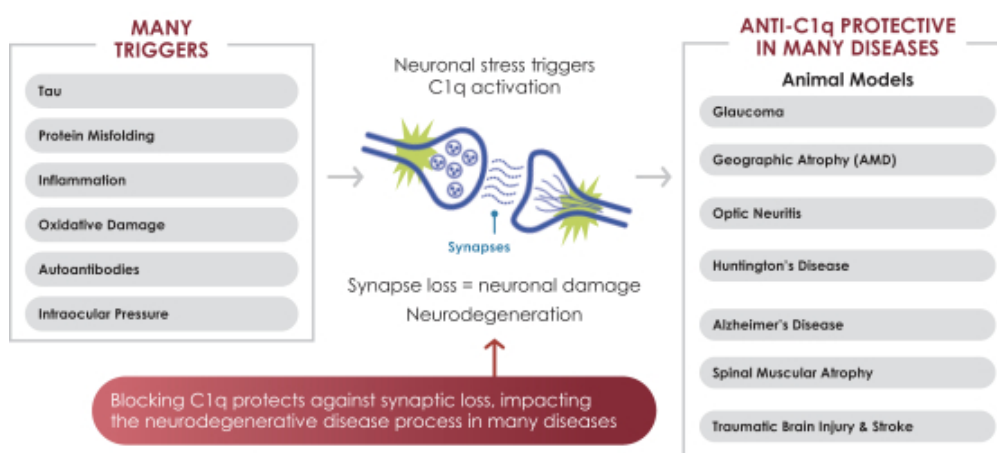 MANY
TRIGGERS
Tau
Protein Misfolding
Inflammation
Oxidative Damage
Autoantibodies
Intraocular Pressure
Neuronal stress triggers
C1q activation
Synapses
Synapse loss = neuronal damage
Neurodegeneration
Blocking C1q protects against synaptic loss, impacting
the neurodegenerative disease process in many diseases
ANTI-C1q PROTECTIVE
IN MANY DISEASES
Animal Models
Glaucoma
Geographic Atrophy (AMD)
Optic Neuritis
Huntington's Disease
Alzheimer's Disease
Spinal Muscular Atrophy
Traumatic Brain Injury & Stroke